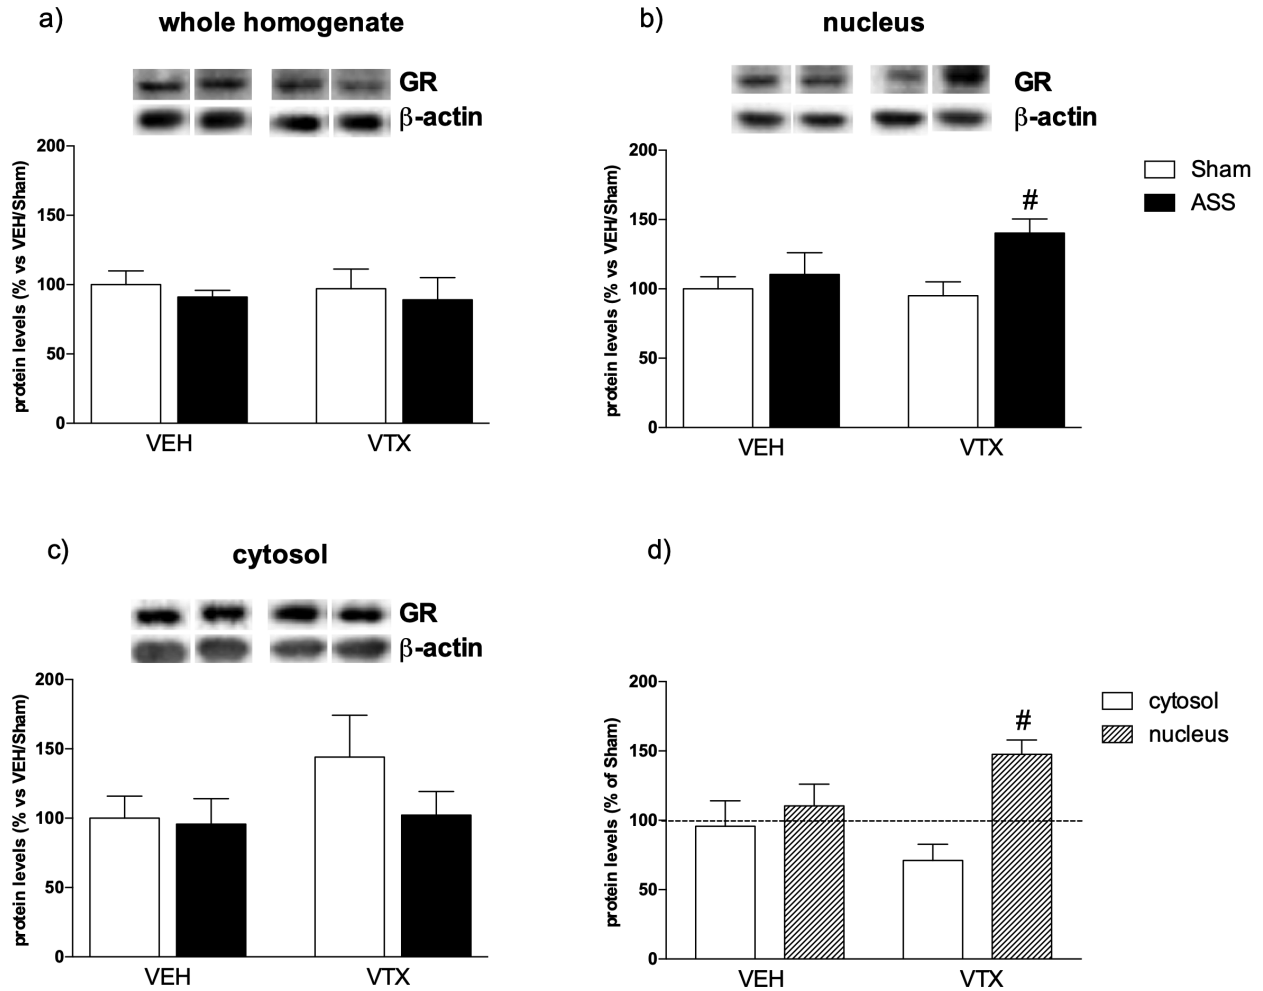 a)
whole homogenate
GR
β-actin
protein levels (% vs VEH/Sham)
200
150
100
50
0
VEH
VTX
b)
nucleus
GR
β-actin
protein levels (% vs VEH/Sham)
200
150
100
50
0
#
VEH
VTX
Sham
ASS
c)
cytosol
GR
β-actin
protein levels (% vs VEH/Sham)
200
150
100
50
0
VEH
VTX
d)
protein levels (% of Sham)
200
150
100
50
0
#
VEH
VTX
cytosol
nucleus